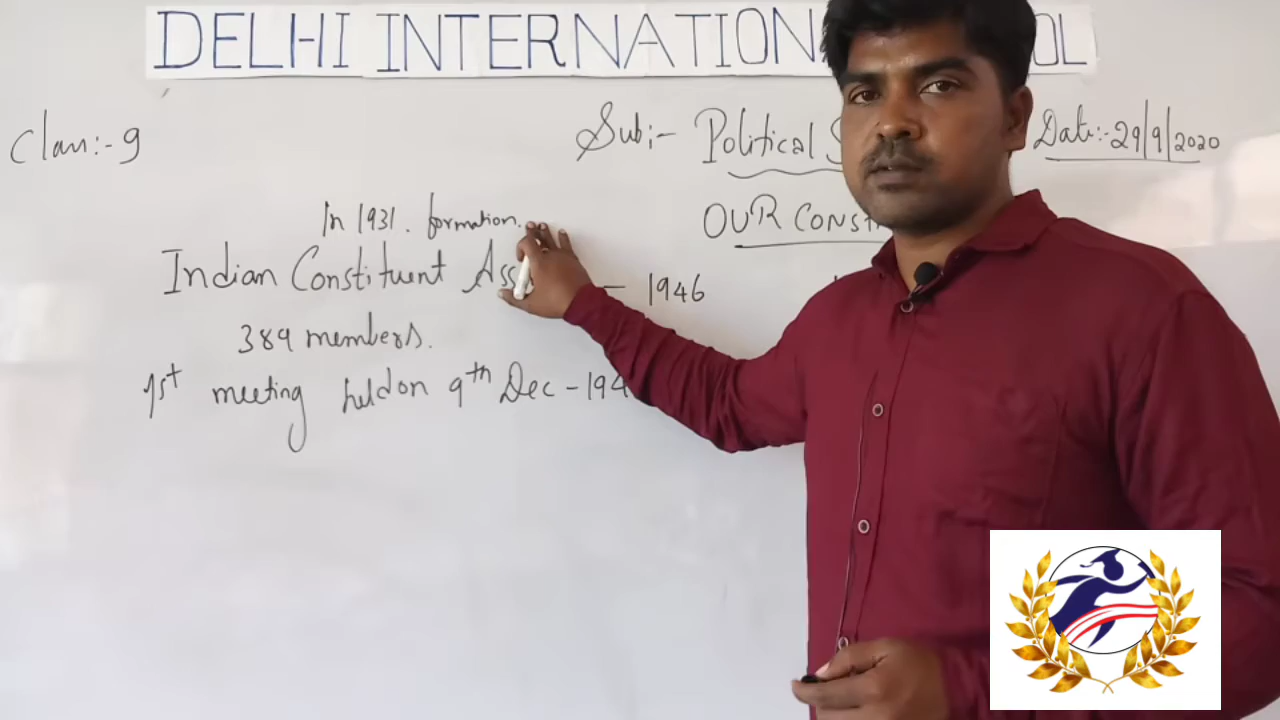 DELHI INTERNATION OL
Class:- 9
Sub:- Political S
Date:- 29/9/2020
OUR CONST
In 1931. formation.
Indian Constituent Ass — 1946
389 members.
1st meeting held on 9th Dec - 194